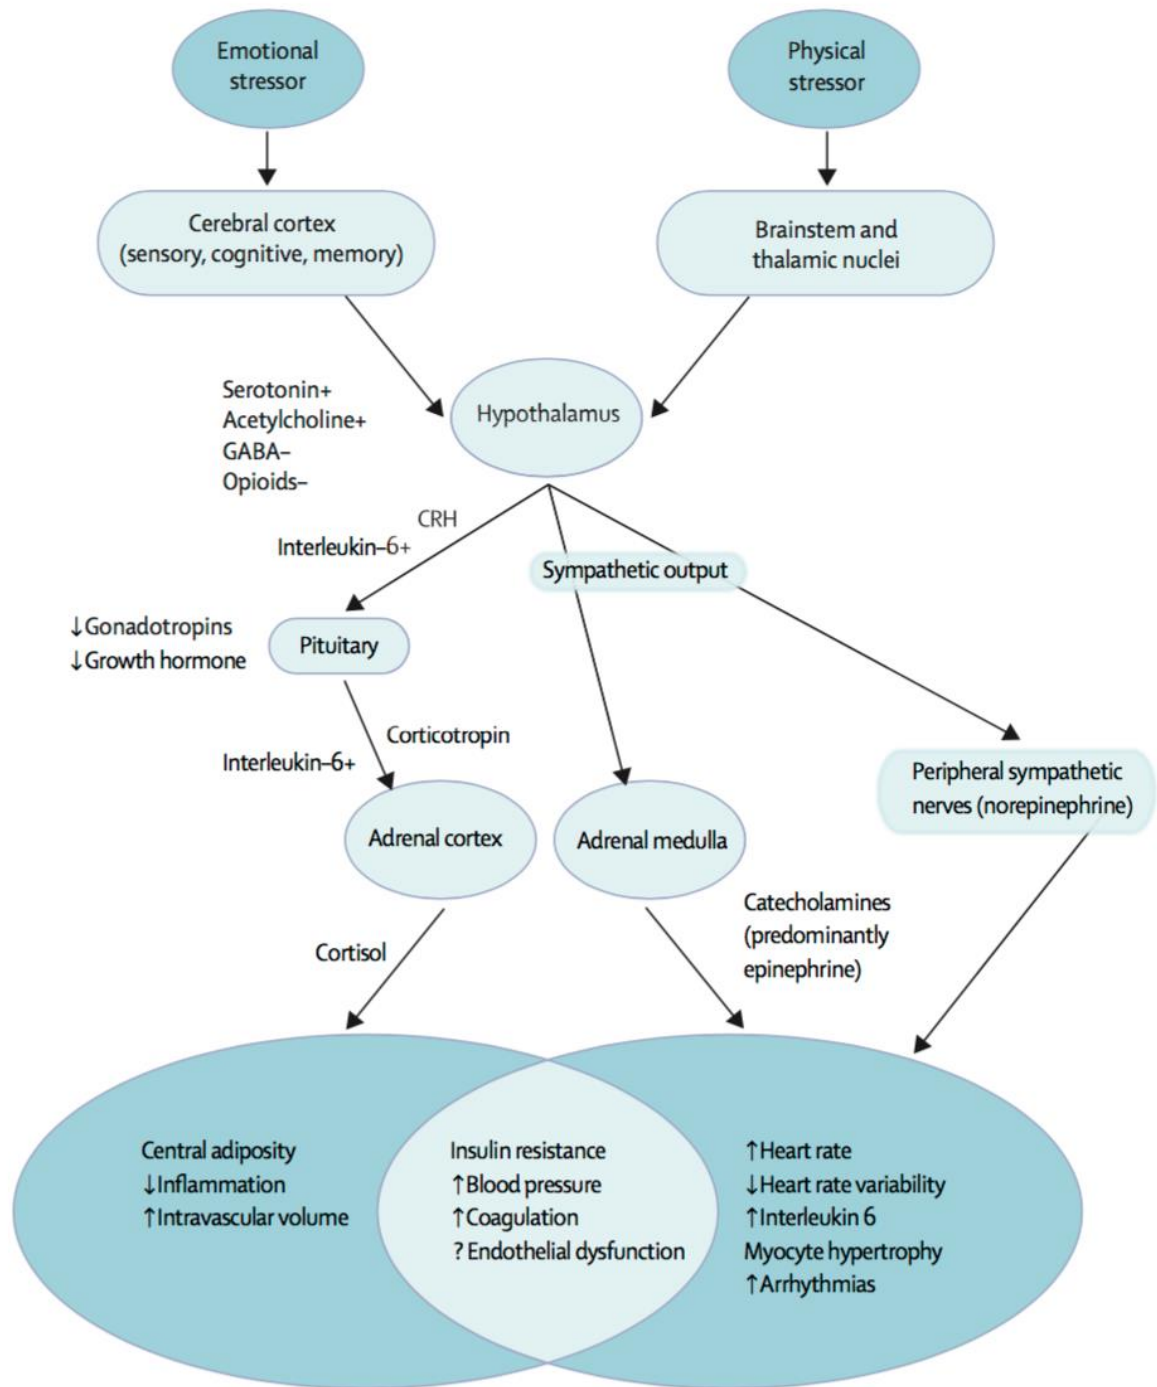 Emotional
stressor
Physical
stressor
Cerebral cortex
(sensory, cognitive, memory)
Brainstem and
thalamic nuclei
Serotonin+
Acetylcholine+
GABA–
Opioids–
Hypothalamus
CRH
Interleukin–6+
Sympathetic output
↓Gonadotropins
↓Growth hormone
Pituitary
Corticotropin
Interleukin–6+
Peripheral sympathetic
nerves (norepinephrine)
Adrenal cortex
Adrenal medulla
Cortisol
Catecholamines
(predominantly
epinephrine)
Central adiposity
↓Inflammation
↑Intravascular volume
Insulin resistance
↑Blood pressure
↑Coagulation
? Endothelial dysfunction
↑Heart rate
↓Heart rate variability
↑Interleukin 6
Myocyte hypertrophy
↑Arrhythmias